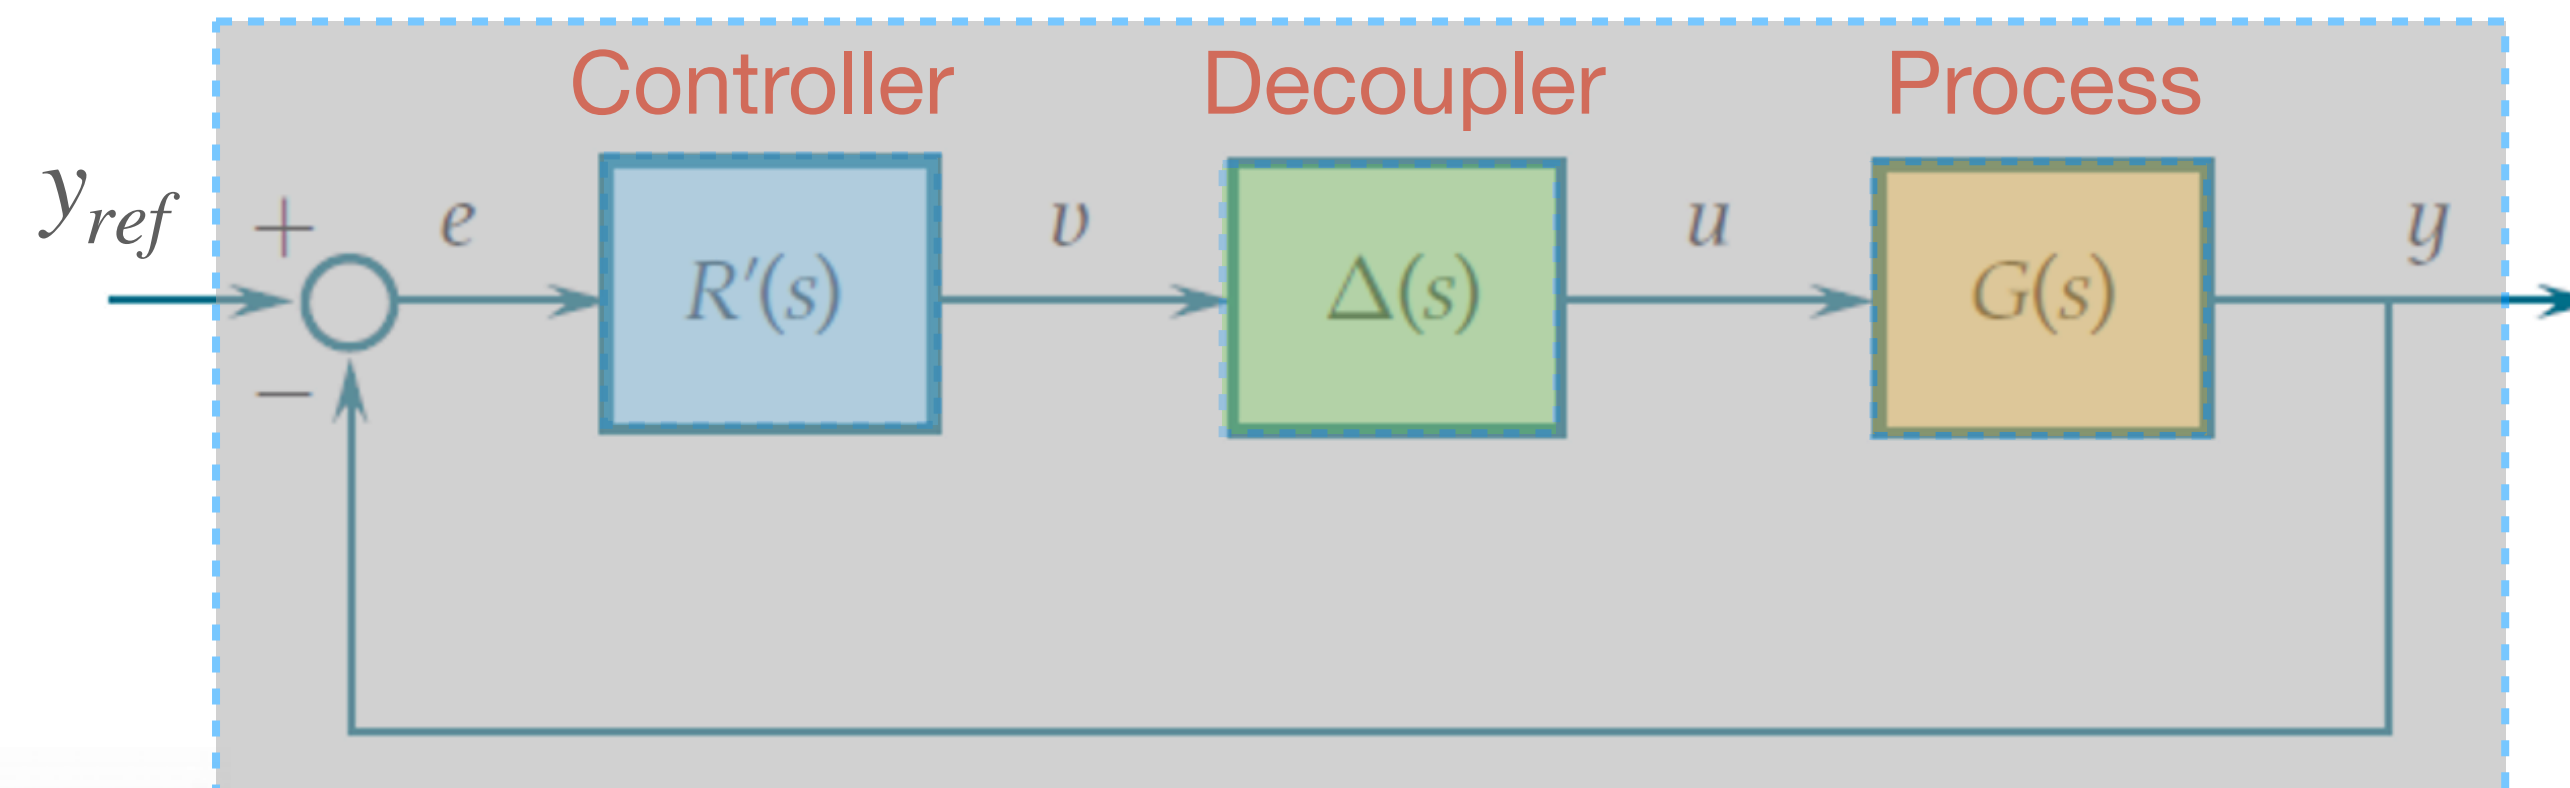 Controller Decoupler Process
y_ref + e v u y
R′(s) Δ(s) G(s)
−